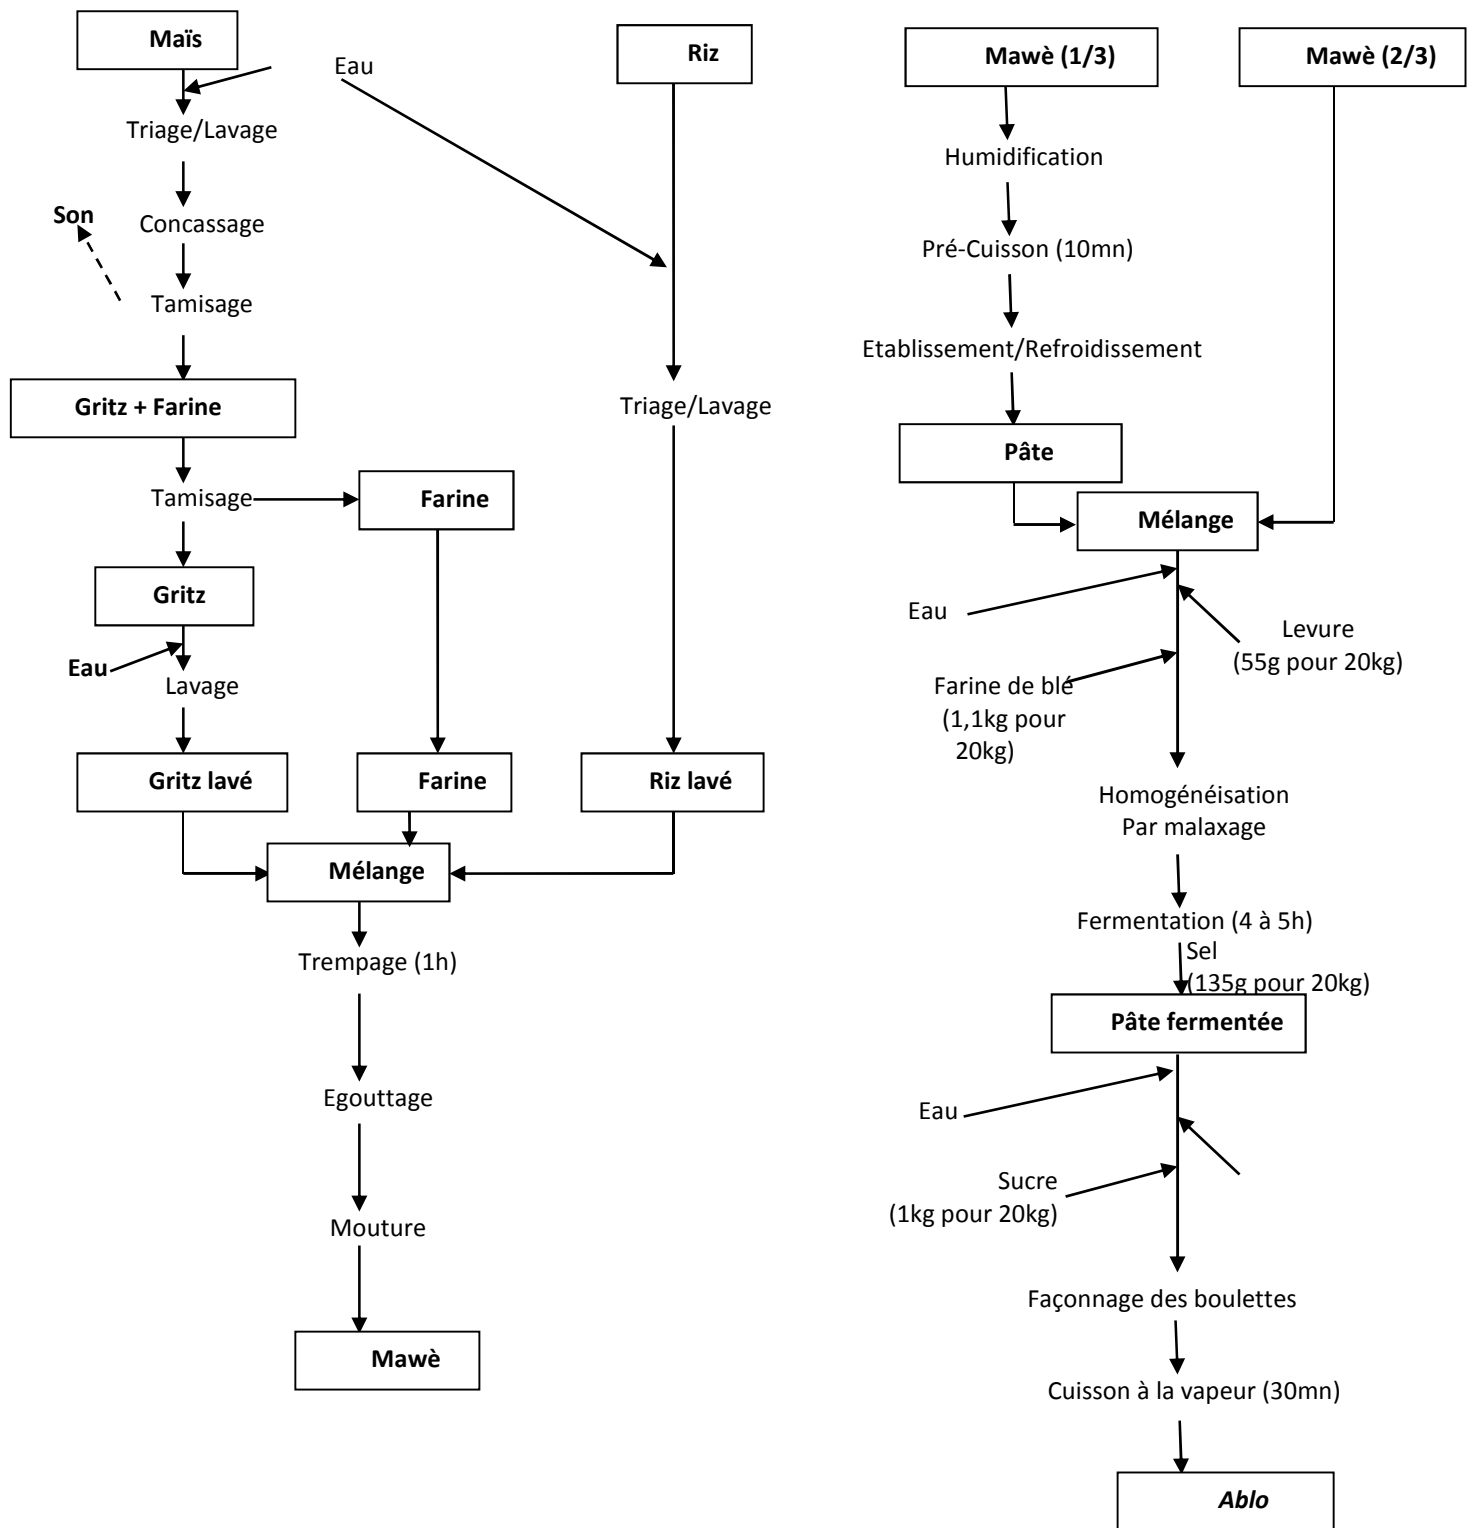 Maïs
Eau
Riz
Triage/Lavage
Son
Concassage
Tamisage
Gritz + Farine
Triage/Lavage
Tamisage
Farine
Gritz
Eau
Lavage
Gritz lavé
Farine
Riz lavé
Mélange
Trempage (1h)
Egouttage
Mouture
Mawè
Mawè (1/3)
Mawè (2/3)
Humidification
Pré-Cuisson (10mn)
Etablissement/Refroidissement
Pâte
Mélange
Eau
Levure
(55g pour 20kg)
Farine de blé
(1,1kg pour
20kg)
Homogénéisation
Par malaxage
Fermentation (4 à 5h)
Sel
(135g pour 20kg)
Pâte fermentée
Eau
Sucre
(1kg pour 20kg)
Façonnage des boulettes
Cuisson à la vapeur (30mn)
Ablo